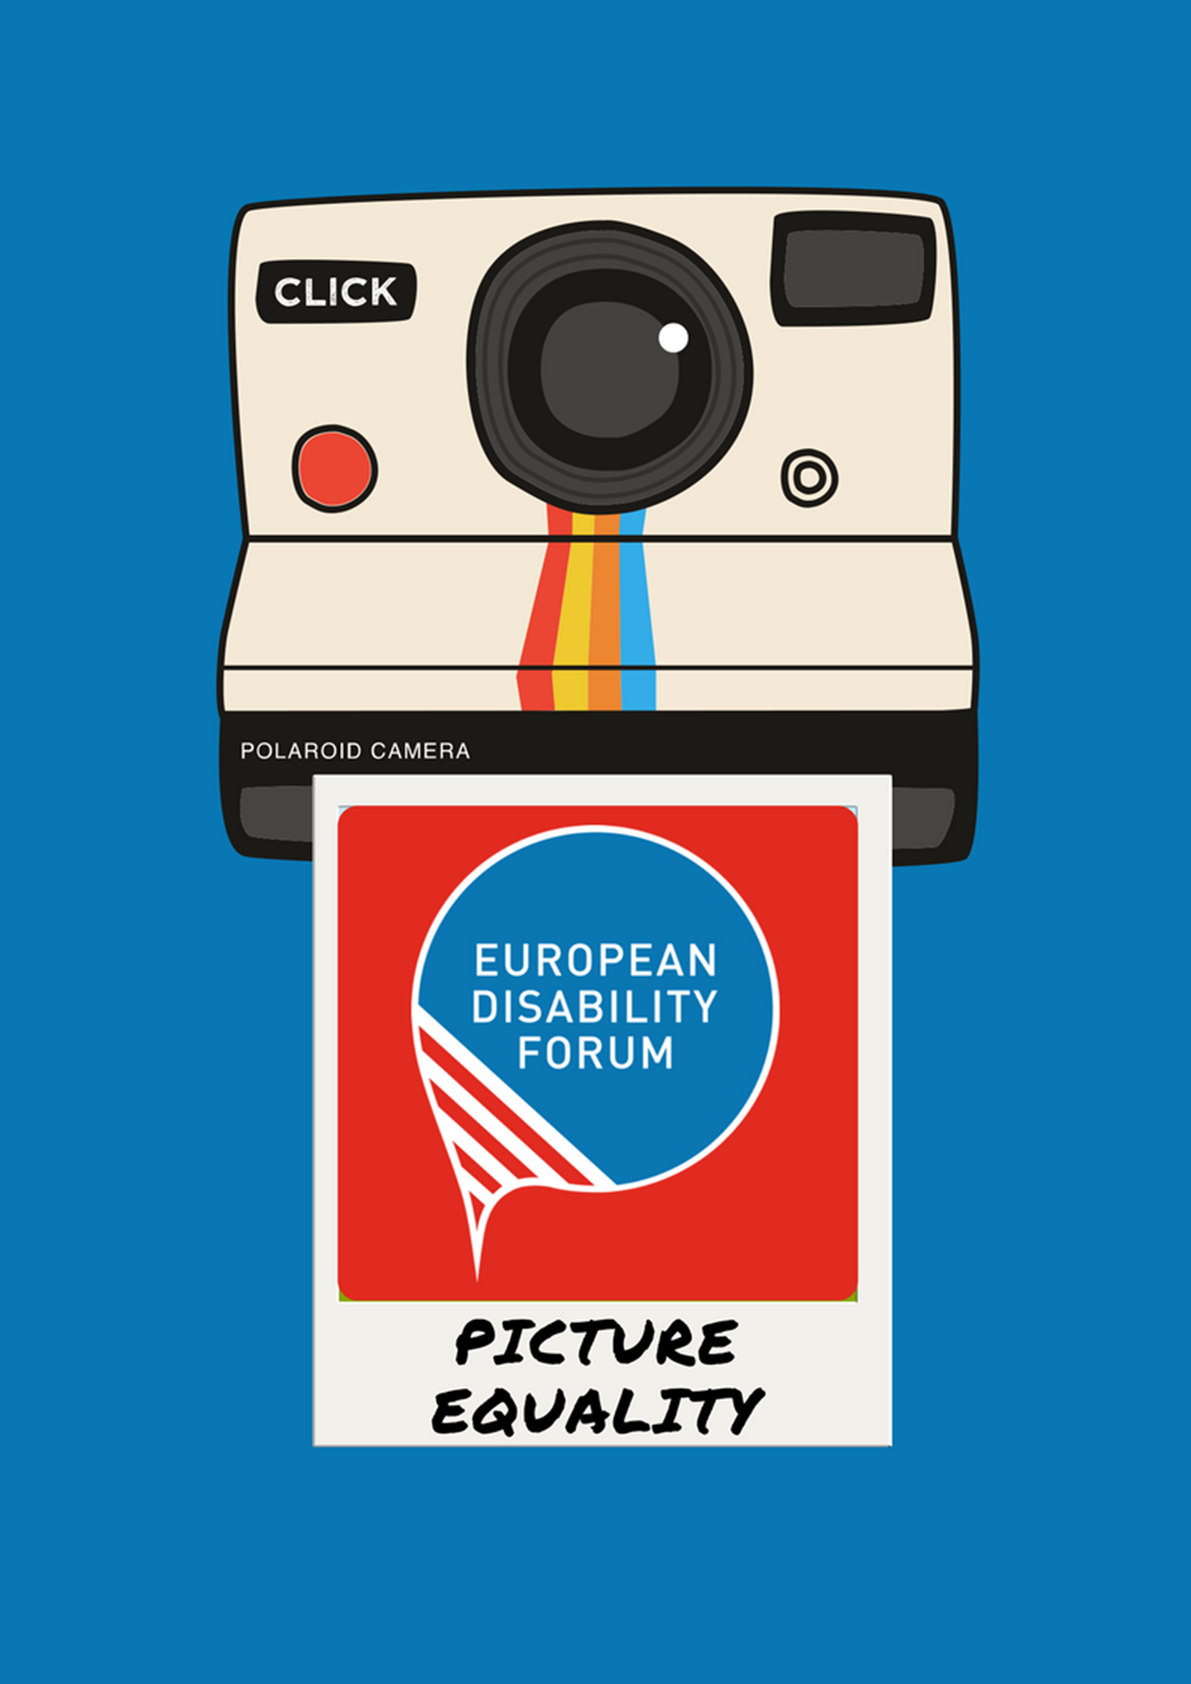 CLICK
POLAROID CAMERA
EUROPEAN
DISABILITY
FORUM
PICTURE
EQUALITY